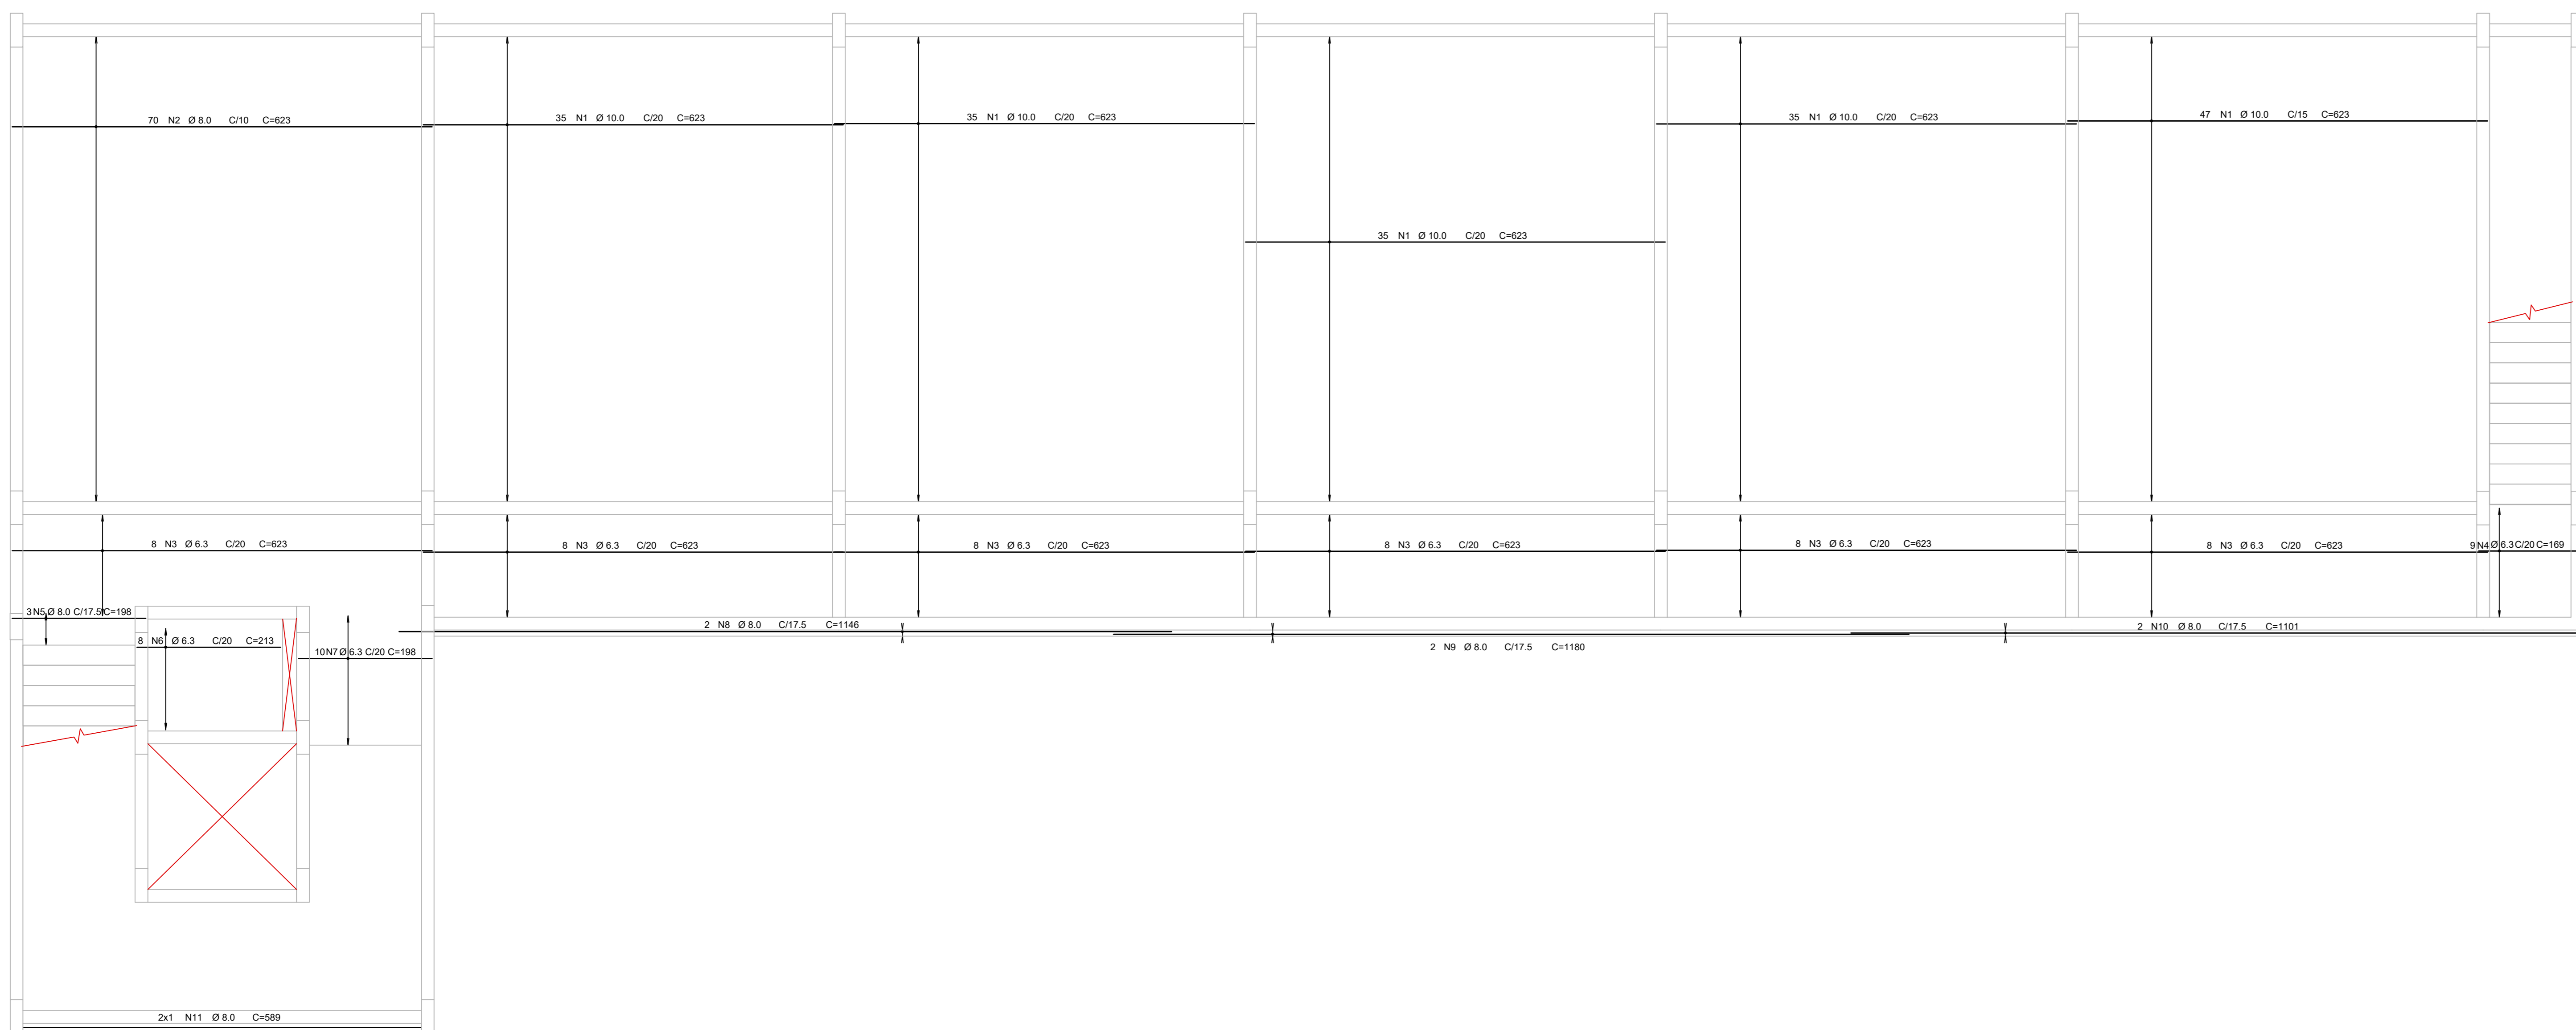 70 N2 Ø 8.0 C/10 C=623
35 N1 Ø 10.0 C/20 C=623
35 N1 Ø 10.0 C/20 C=623
35 N1 Ø 10.0 C/20 C=623
35 N1 Ø 10.0 C/20 C=623
47 N1 Ø 10.0 C/15 C=623
8 N3 Ø 6.3 C/20 C=623
8 N3 Ø 6.3 C/20 C=623
8 N3 Ø 6.3 C/20 C=623
8 N3 Ø 6.3 C/20 C=623
8 N3 Ø 6.3 C/20 C=623
8 N3 Ø 6.3 C/20 C=623
9 N4 Ø 6.3 C/20 C=169
3 N5 Ø 8.0 C/17.5 C=198
8 N6 Ø 6.3 C/20 C=213
10 N7 Ø 6.3 C/20 C=198
2 N8 Ø 8.0 C/17.5 C=1146
2 N9 Ø 8.0 C/17.5 C=1180
2 N10 Ø 8.0 C/17.5 C=1101
2x1 N11 Ø 8.0 C=589